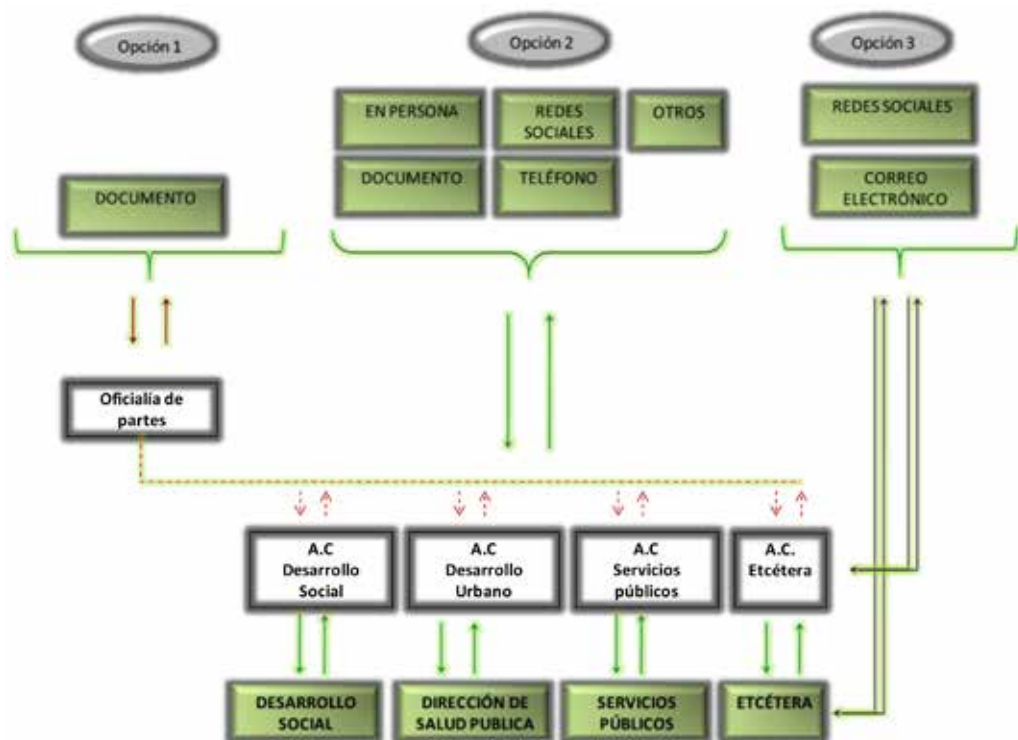 Opción 1
Opción 2
Opción 3
EN PERSONA
REDES
SOCIALES
OTROS
REDES SOCIALES
DOCUMENTO
DOCUMENTO
TELÉFONO
CORREO
ELECTRÓNICO
Oficialía de
partes
A.C
Desarrollo
Social
A.C
Desarrollo
Urbano
A.C
Servicios
públicos
A.C.
Etcétera
DESARROLLO
SOCIAL
DIRECCIÓN DE
SALUD PUBLICA
SERVICIOS
PÚBLICOS
ETCÉTERA